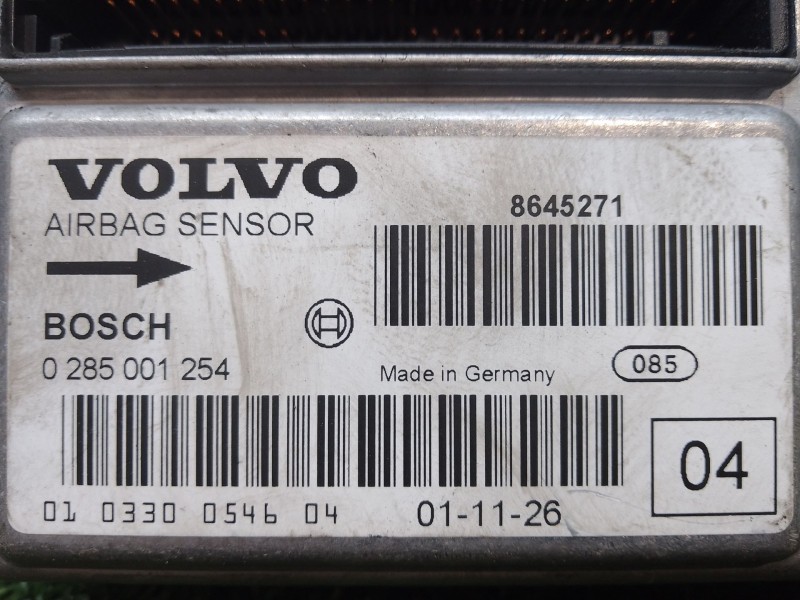 VOLVO
AIRBAG SENSOR
8645271
BOSCH
0 285 001 254
Made in Germany
085
04
01 0330 0546 04
01-11-26